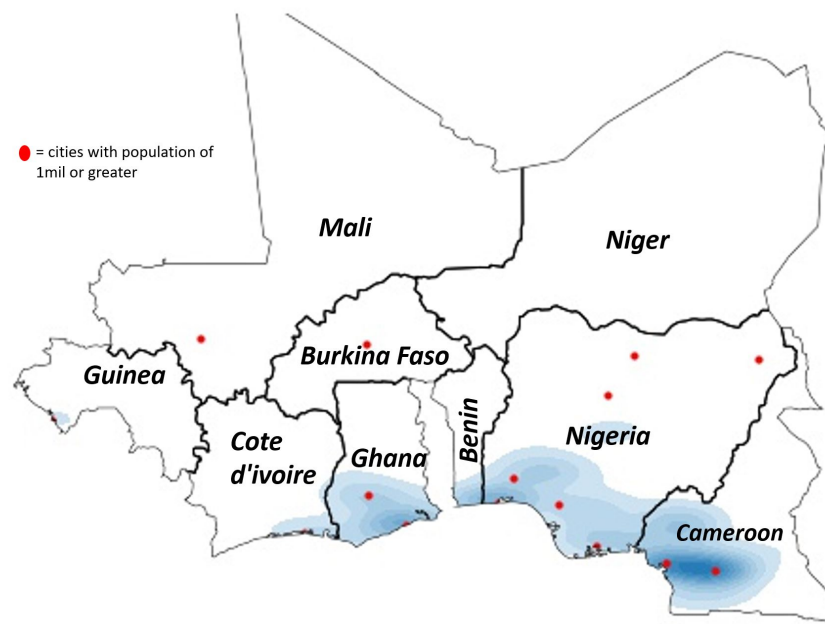 = cities with population of
1mil or greater
Mali
Niger
Burkina Faso
Guinea
Benin
Nigeria
Cote
d'ivoire
Ghana
Cameroon